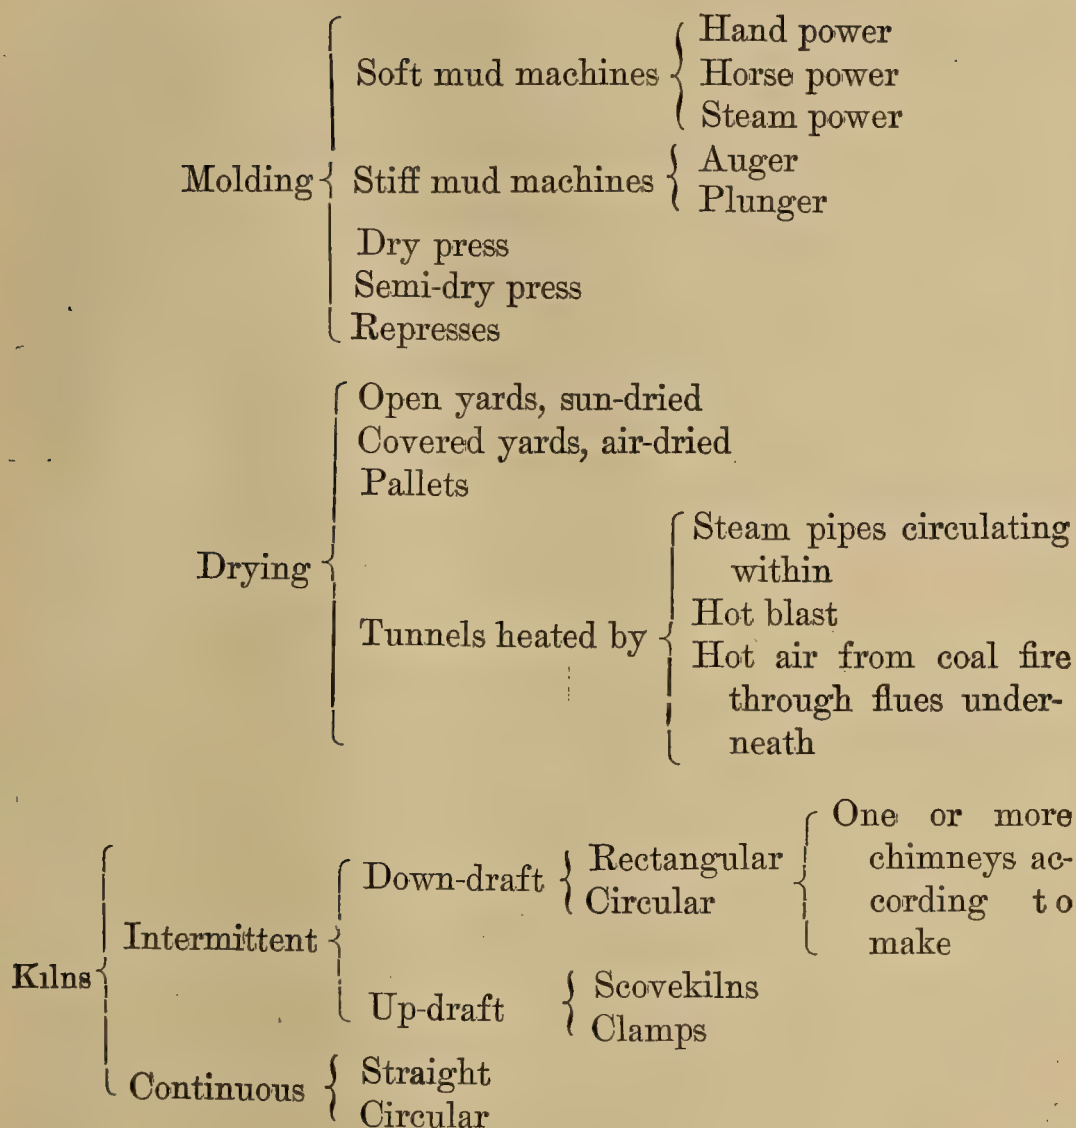 Hand power
Soft mud machines Horse power
Steam power
Auger
Molding Stiff mud machines
Plunger
Dry press
Semi-dry press
Represses
Open yards, sun-dried
Covered yards, air-dried
Pallets
Steam pipes circulating
within
Drying
Hot blast
Tunnels heated by
Hot air from coal fire
through flues under-
neath
One or more
Down-draft Rectangular chimneys ac-
Circular cording to
Intermittent make
Kilns
Up-draft Scovekilns
Clamps
Continuous Straight
Circular